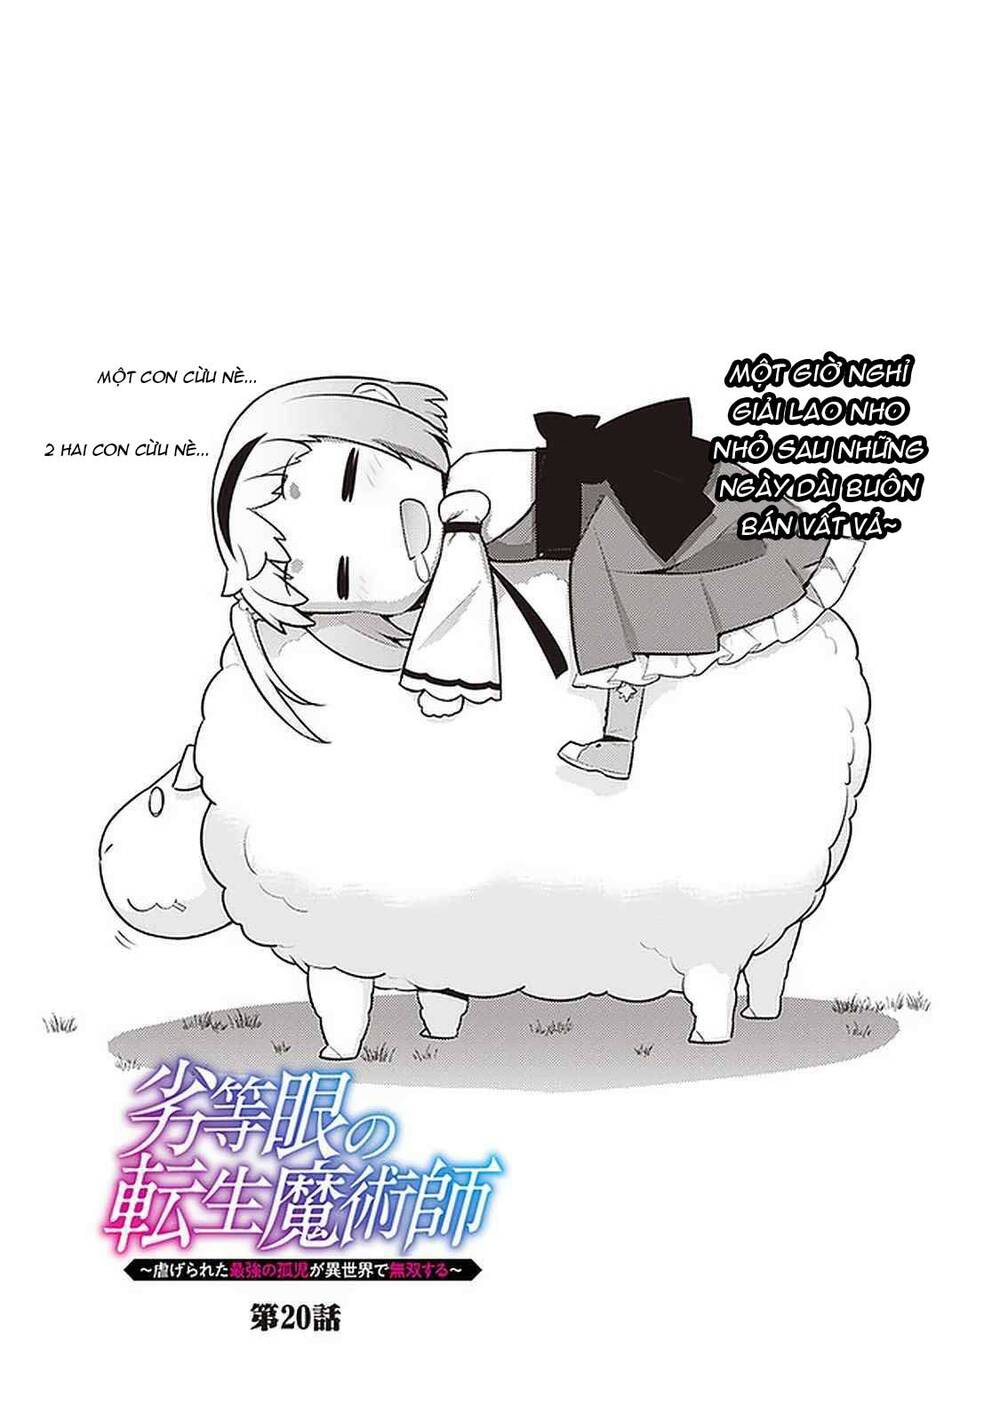 MỘT CON CỪU NÈ...
2 HAI CON CỪU NÈ...
MỘT GIỜ NGHỈ
GIẢI LAO NHO
NHỎ SAU NHỮNG
NGÀY DÀI BUÔN
BÁN VẤT VẢ~
劣等眼の
転生魔術師
~虐げられた最強の孤児が異世界で無双する~
第20話